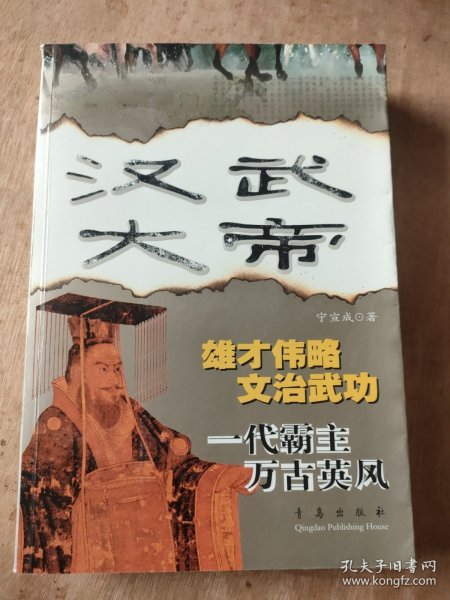 汉武
大帝
宁宣成⊙著
雄才伟略
文治武功
一代霸主
万古英风
青岛出版社
Qingdao Publishing House
孔夫子旧书网
www.kongfz.com